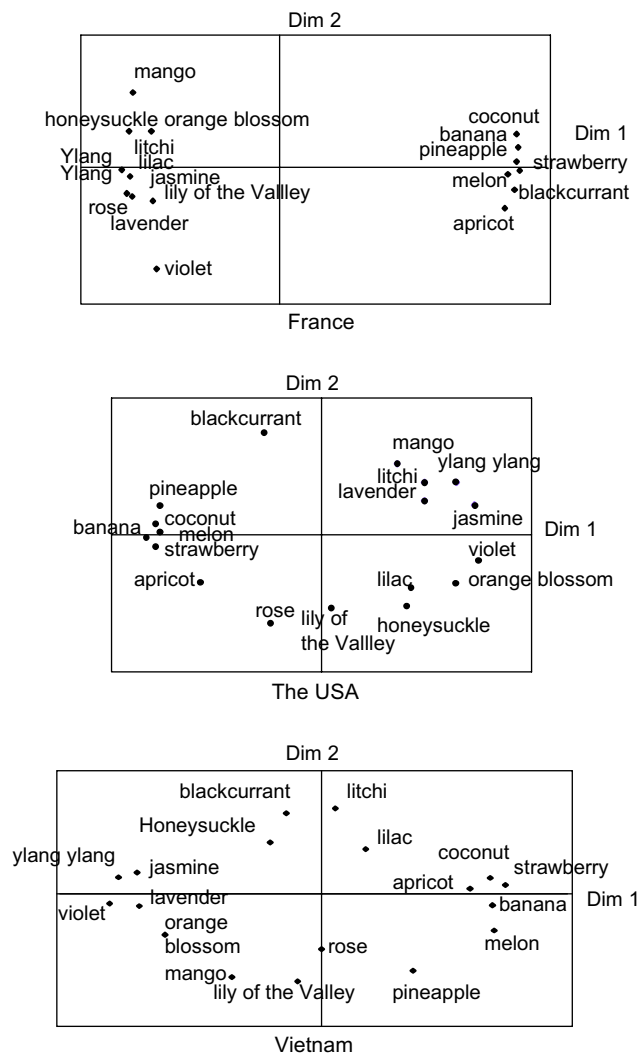 Dim 2
mango
honeysuckle orange blossom
coconut
banana
Dim 1
litchi
pineapple
Ylang
lilac
strawberry
Ylang
jasmine
melon
lily of the Vallley
blackcurrant
rose
lavender
apricot
violet
France
Dim 2
blackcurrant
mango
litchi
ylang ylang
lavender
pineapple
coconut
jasmine
banana
melon
Dim 1
strawberry
violet
apricot
lilac
orange blossom
rose
lily of
the Vallley
honeysuckle
The USA
Dim 2
blackcurrant
litchi
Honeysuckle
lilac
ylang ylang
jasmine
coconut
strawberry
apricot
lavender
Dim 1
violet
banana
orange
blossom
rose
melon
mango
lily of the Valley
pineapple
Vietnam